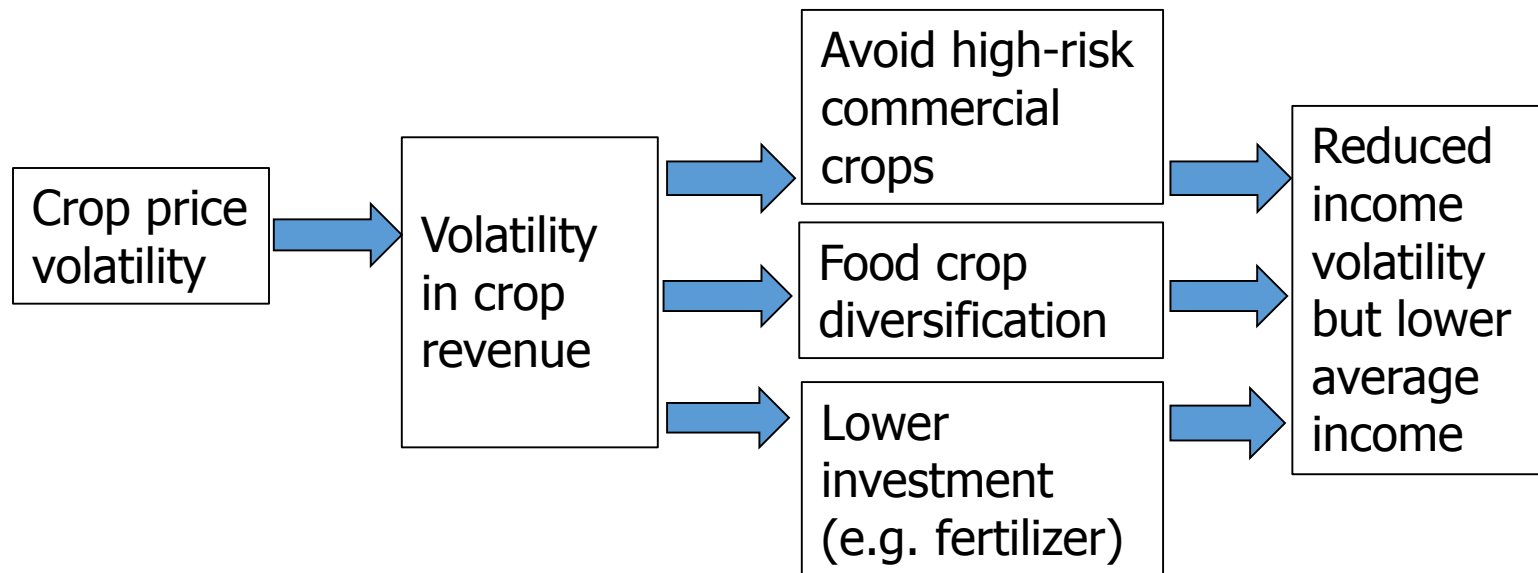 Crop price
volatility
Volatility
in crop
revenue
Avoid high-risk
commercial
crops
Food crop
diversification
Lower
investment
(e.g. fertilizer)
Reduced
income
volatility
but lower
average
income